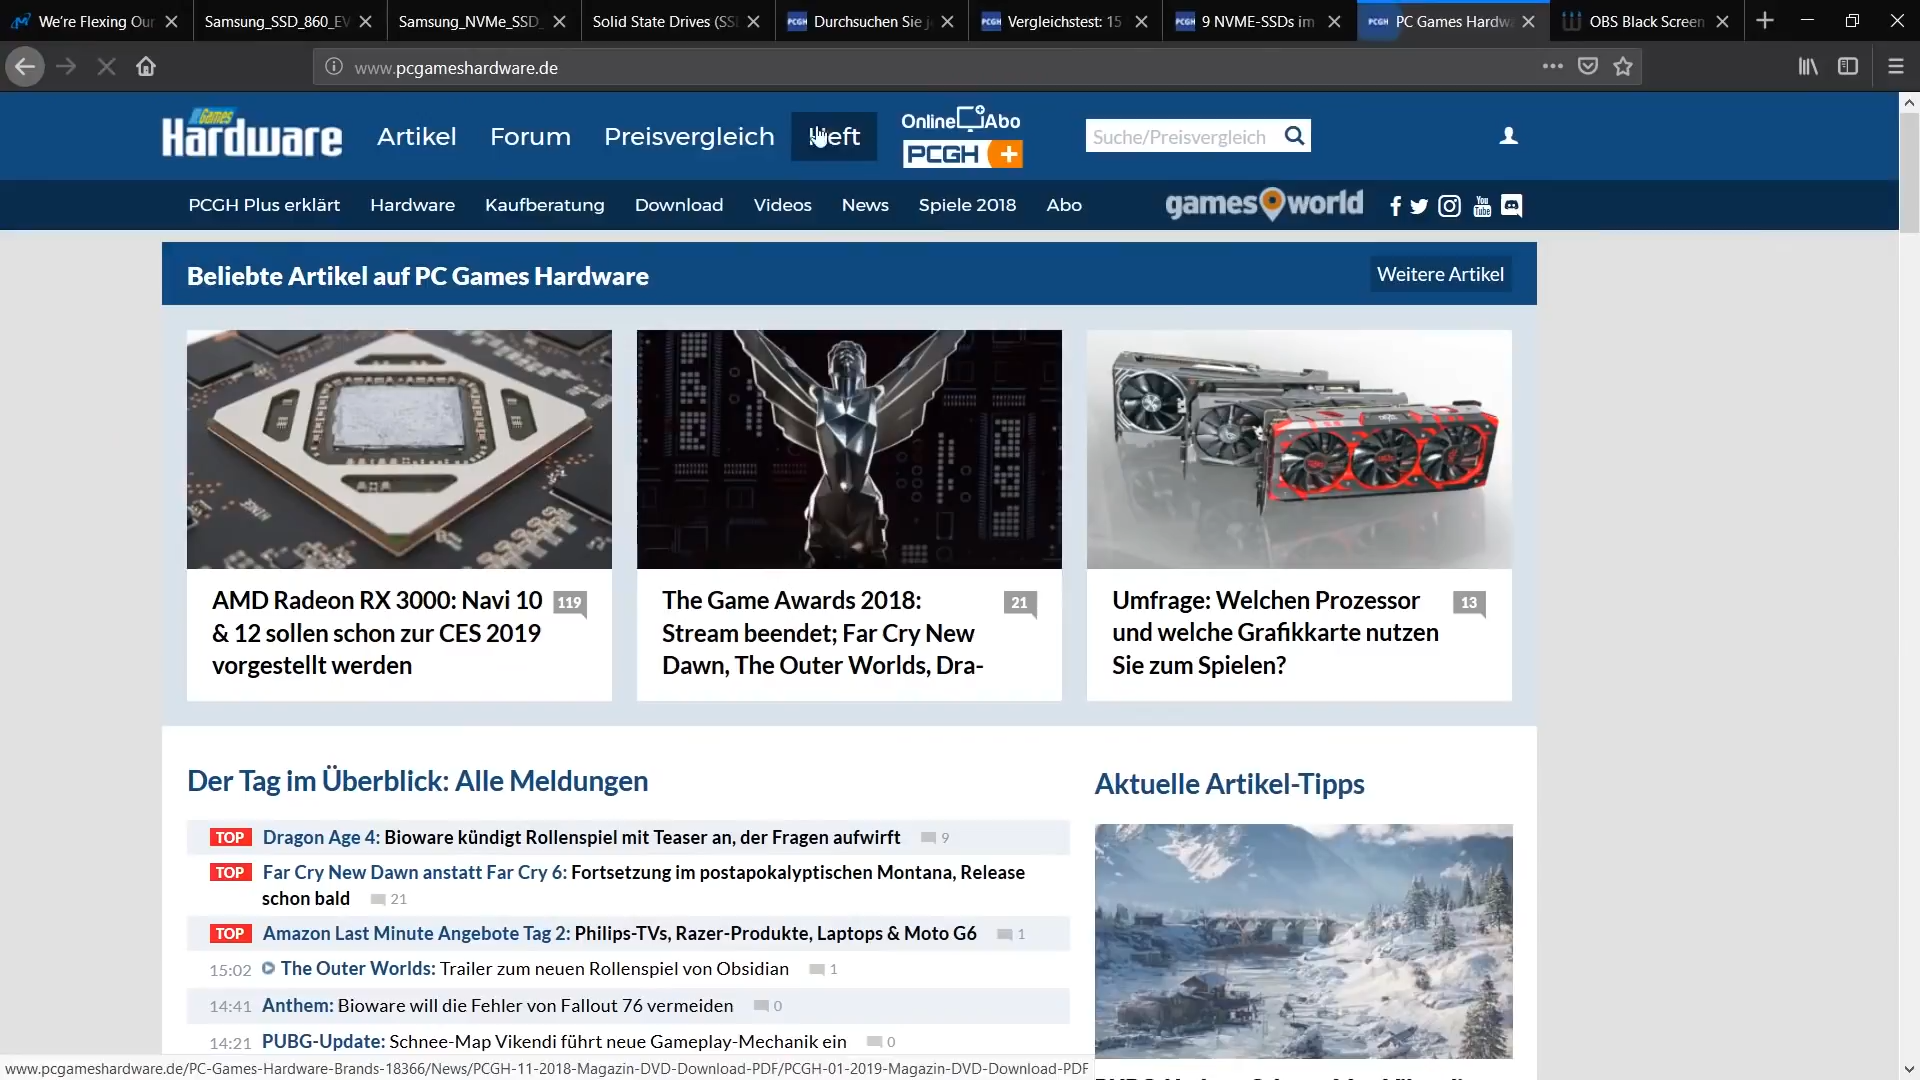 We're Flexing Our
Samsung_SSD_860_EV
Samsung_NVMe_SSD_
Solid State Drives (SSD
PCGH Durchsuchen Sie j
PCGH Vergleichstest: 15
PCGH 9 NVME-SSDs im
PCGH PC Games Hardwa
OBS Black Screen
www.pcgameshardware.de
Games
Hardware
Artikel
Forum
Preisvergleich
Heft
Online Abo
PCGH +
Suche/Preisvergleich
PCGH Plus erklärt
Hardware
Kaufberatung
Download
Videos
News
Spiele 2018
Abo
games world
You Tube
Beliebte Artikel auf PC Games Hardware
Weitere Artikel
AMD Radeon RX 3000: Navi 10
& 12 sollen schon zur CES 2019
vorgestellt werden
119
The Game Awards 2018:
Stream beendet; Far Cry New
Dawn, The Outer Worlds, Dra-
21
Umfrage: Welchen Prozessor
und welche Grafikkarte nutzen
Sie zum Spielen?
13
Der Tag im Überblick: Alle Meldungen
TOP Dragon Age 4: Bioware kündigt Rollenspiel mit Teaser an, der Fragen aufwirft 9
TOP Far Cry New Dawn anstatt Far Cry 6: Fortsetzung im postapokalyptischen Montana, Release
schon bald 21
TOP Amazon Last Minute Angebote Tag 2: Philips-TVs, Razer-Produkte, Laptops & Moto G6 1
15:02 The Outer Worlds: Trailer zum neuen Rollenspiel von Obsidian 1
14:41 Anthem: Bioware will die Fehler von Fallout 76 vermeiden 0
14:21 PUBG-Update: Schnee-Map Vikendi führt neue Gameplay-Mechanik ein 0
Aktuelle Artikel-Tipps
www.pcgameshardware.de/PC-Games-Hardware-Brands-18366/News/PCGH-11-2018-Magazin-DVD-Download-PDF/PCGH-01-2019-Magazin-DVD-Download-PDF